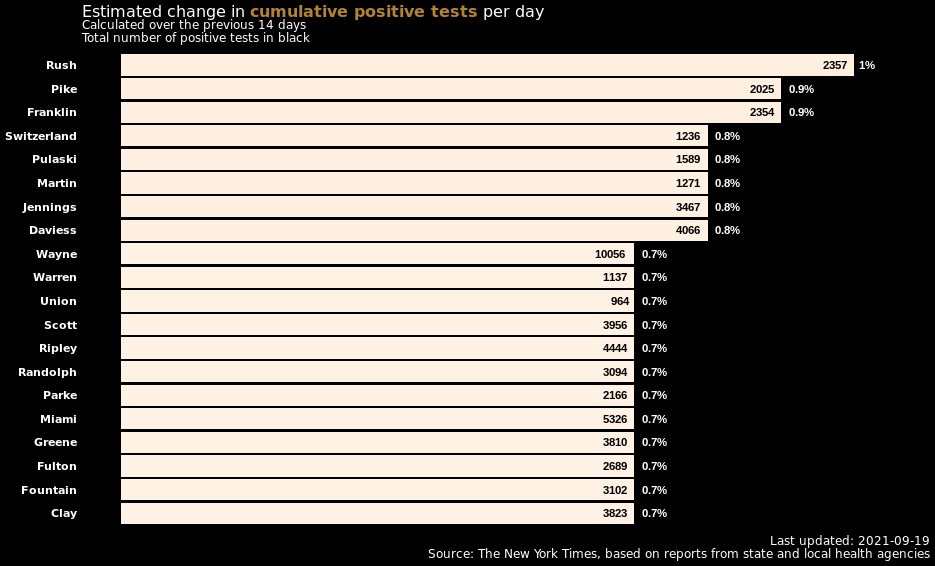 Estimated change in cumulative positive tests per day
Calculated over the previous 14 days
Total number of positive tests in black
Rush 2357 1%
Pike 2025 0.9%
Franklin 2354 0.9%
Switzerland 1236 0.8%
Pulaski 1589 0.8%
Martin 1271 0.8%
Jennings 3467 0.8%
Daviess 4066 0.8%
Wayne 10056 0.7%
Warren 1137 0.7%
Union 964 0.7%
Scott 3956 0.7%
Ripley 4444 0.7%
Randolph 3094 0.7%
Parke 2166 0.7%
Miami 5326 0.7%
Greene 3810 0.7%
Fulton 2689 0.7%
Fountain 3102 0.7%
Clay 3823 0.7%
Last updated: 2021-09-19
Source: The New York Times, based on reports from state and local health agencies